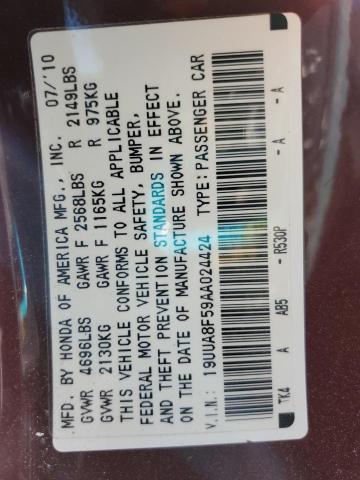 MFD. BY HONDA OF AMERICA MFG., INC. 07/'10
GVWR 4696LBS GAWR F 2568LBS R 2149LBS
GVWR 2130KG GAWR F 1165KG R 975KG
THIS VEHICLE CONFORMS TO ALL APPLICABLE
FEDERAL MOTOR VEHICLE SAFETY, BUMPER,
AND THEFT PREVENTION STANDARDS IN EFFECT
ON THE DATE OF MANUFACTURE SHOWN ABOVE.
V.I.N.: 19UUA8F59AA024424 TYPE:PASSENGER CAR
TK4 A AB5 - R530P - A - A